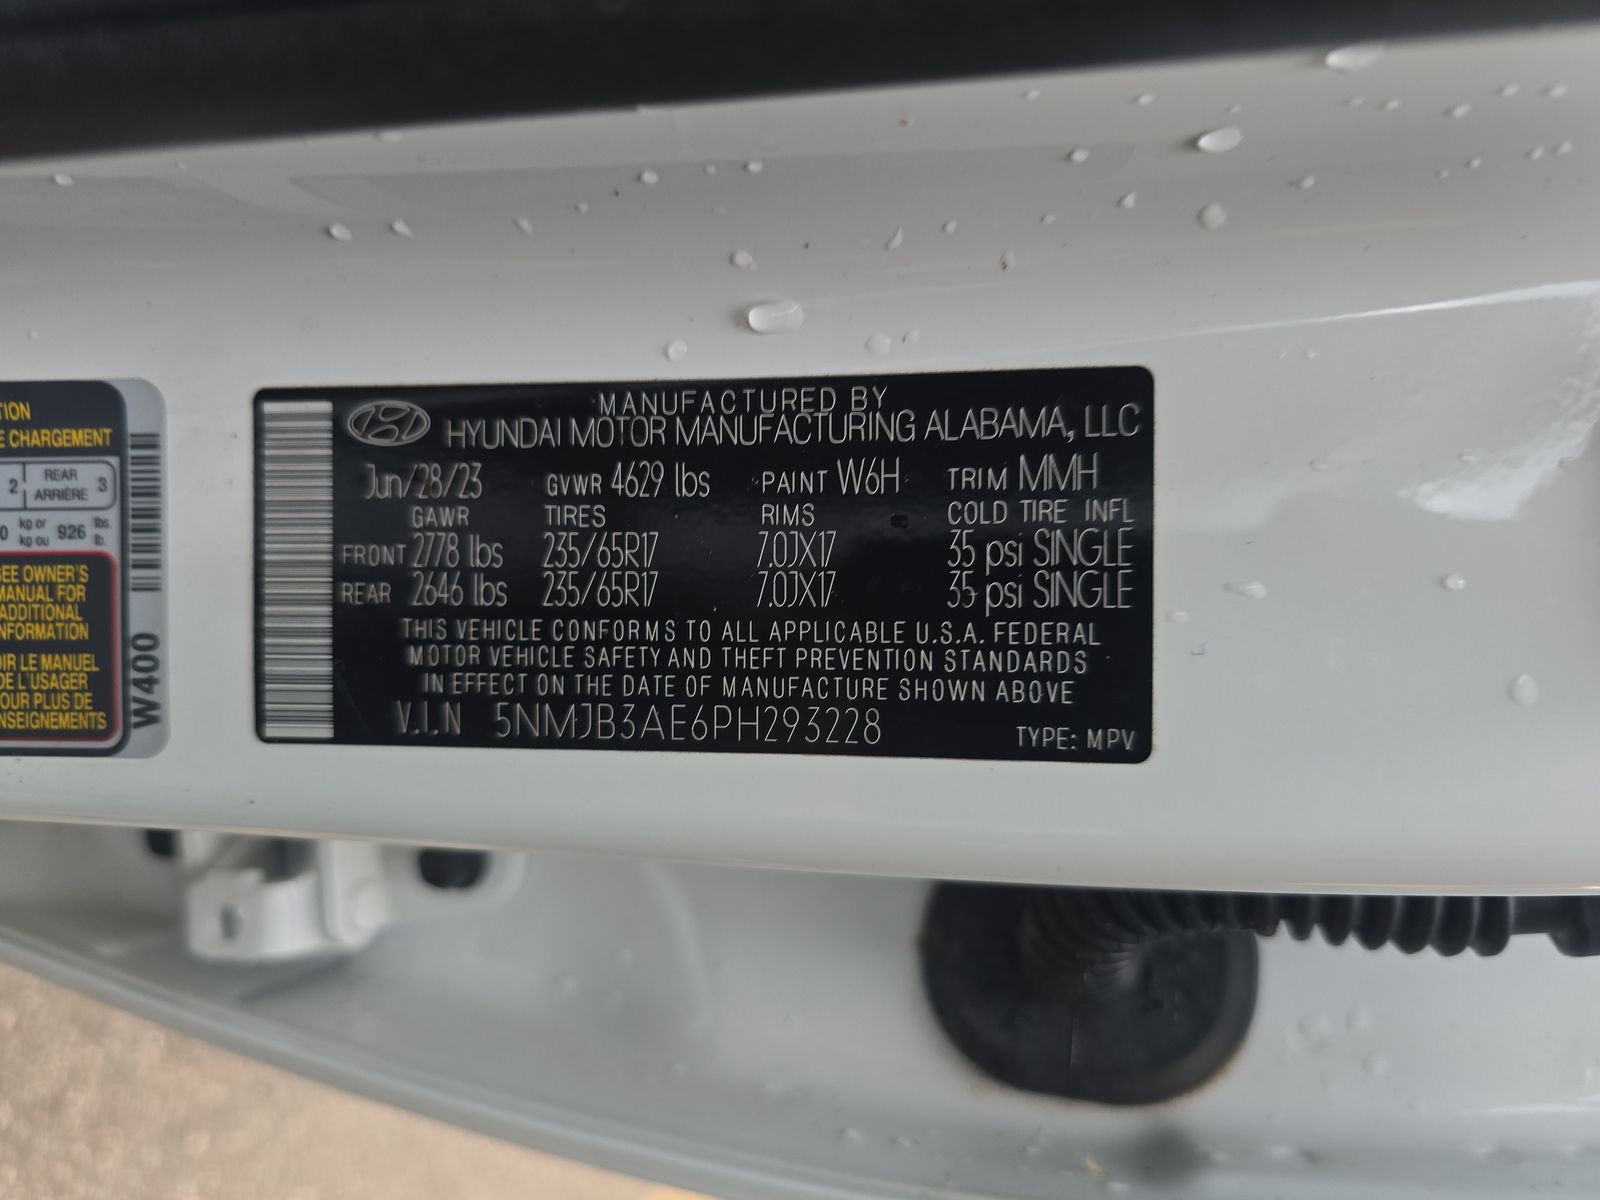 TION
E CHARGEMENT
2 REAR ARRIÈRE 3
0 kg or kg ou 926 lbs. lb.
SEE OWNER'S
MANUAL FOR
ADDITIONAL
INFORMATION
OIR LE MANUEL
DE L'USAGER
POUR PLUS DE
NSEIGNEMENTS
W400
MANUFACTURED BY
HYUNDAI MOTOR MANUFACTURING ALABAMA, LLC
Jun/28/23 GVWR 4629 lbs PAINT W6H TRIM MMH
GAWR TIRES RIMS COLD TIRE INFL
FRONT 2778 lbs 235/65R17 7.0JX17 35 psi SINGLE
REAR 2646 lbs 235/65R17 7.0JX17 35 psi SINGLE
THIS VEHICLE CONFORMS TO ALL APPLICABLE U.S.A. FEDERAL
MOTOR VEHICLE SAFETY AND THEFT PREVENTION STANDARDS
IN EFFECT ON THE DATE OF MANUFACTURE SHOWN ABOVE
V.I.N 5NMJB3AE6PH293228
TYPE: MPV